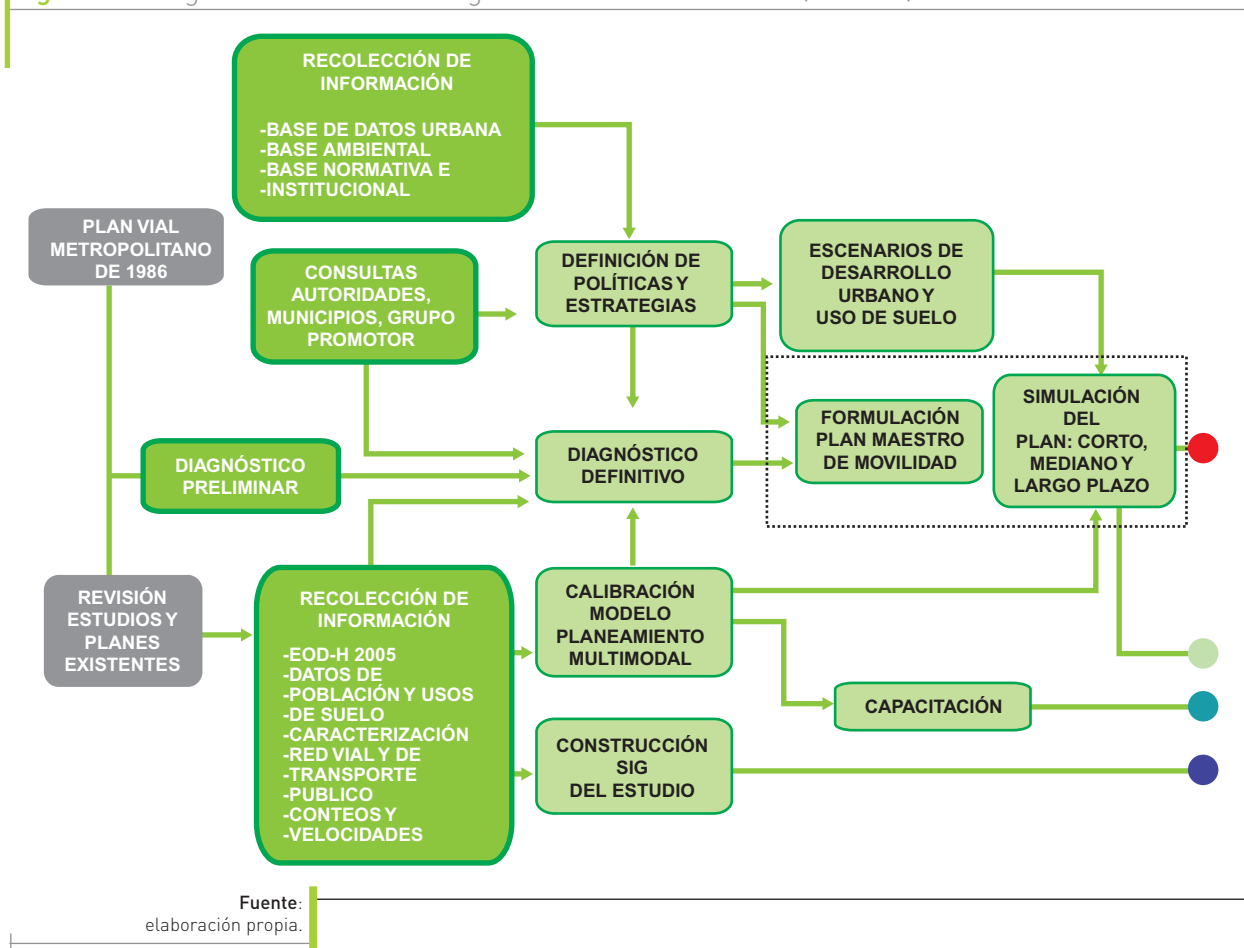 RECOLECCIÓN DE
INFORMACIÓN
-BASE DE DATOS URBANA
-BASE AMBIENTAL
-BASE NORMATIVA E
-INSTITUCIONAL
PLAN VIAL
METROPOLITANO
DE 1986
CONSULTAS
AUTORIDADES,
MUNICIPIOS, GRUPO
PROMOTOR
DEFINICIÓN DE
POLÍTICAS Y
ESTRATEGIAS
ESCENARIOS DE
DESARROLLO
URBANO Y
USO DE SUELO
DIAGNÓSTICO
PRELIMINAR
DIAGNÓSTICO
DEFINITIVO
FORMULACIÓN
PLAN MAESTRO
DE MOVILIDAD
SIMULACIÓN
DEL
PLAN: CORTO,
MEDIANO Y
LARGO PLAZO
REVISIÓN
ESTUDIOS Y
PLANES
EXISTENTES
RECOLECCIÓN DE
INFORMACIÓN
-EOD-H 2005
-DATOS DE
-POBLACIÓN Y USOS
-DE SUELO
-CARACTERIZACIÓN
-RED VIAL Y DE
-TRANSPORTE
-PUBLICO
-CONTEOS Y
-VELOCIDADES
CALIBRACIÓN
MODELO
PLANEAMIENTO
MULTIMODAL
CAPACITACIÓN
CONSTRUCCIÓN
SIG
DEL ESTUDIO
Fuente:
elaboración propia.